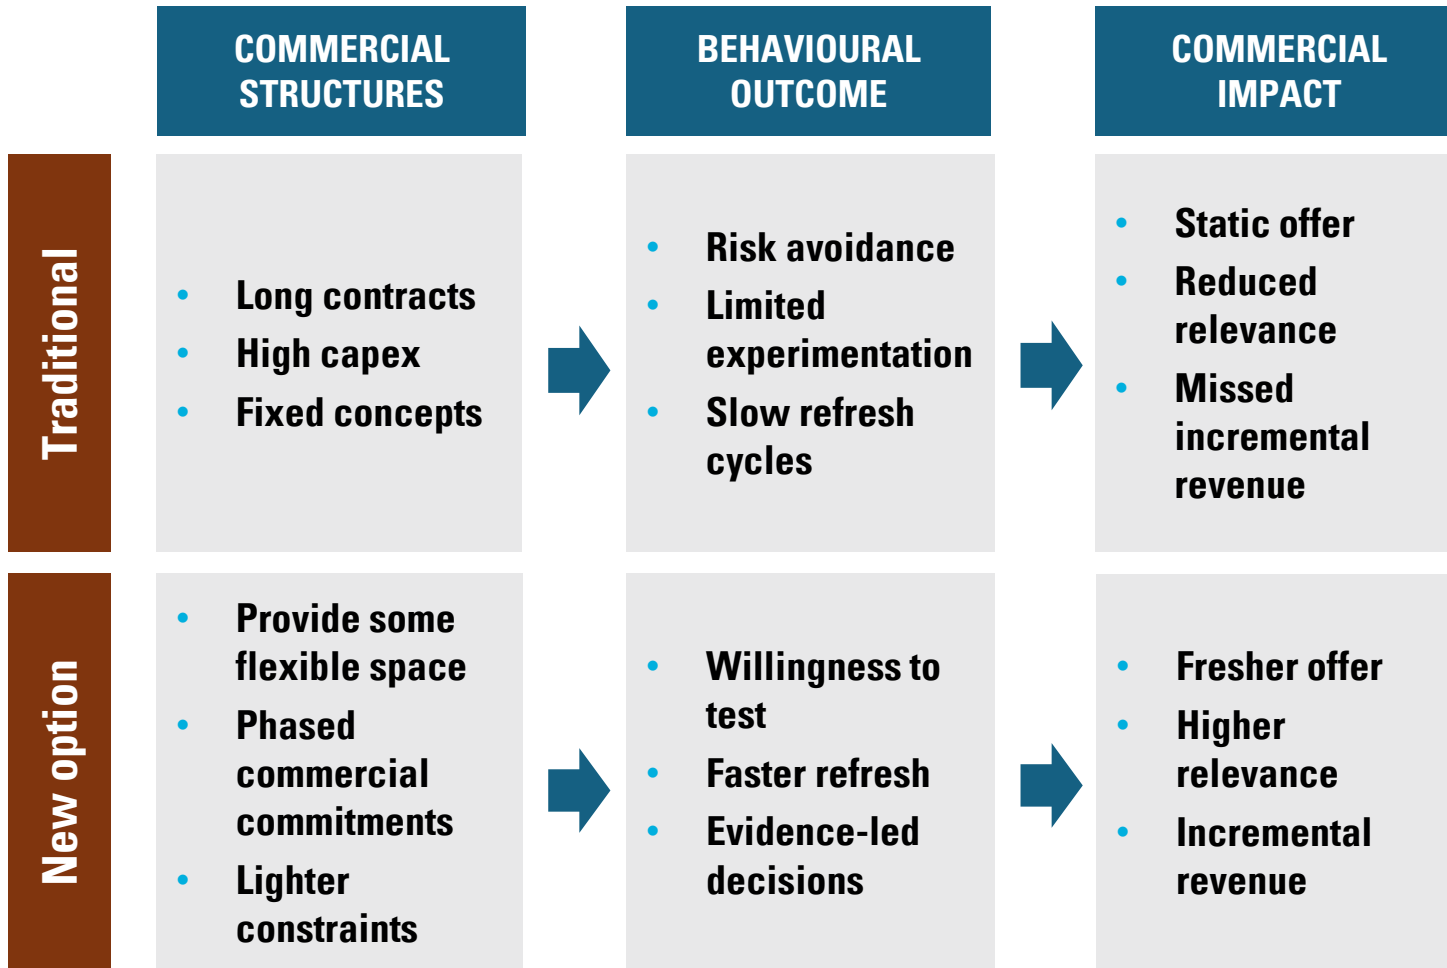 COMMERCIAL
STRUCTURES
BEHAVIOURAL
OUTCOME
COMMERCIAL
IMPACT
Traditional
• Long contracts
• High capex
• Fixed concepts
• Risk avoidance
• Limited
experimentation
• Slow refresh
cycles
• Static offer
• Reduced
relevance
• Missed
incremental
revenue
New option
• Provide some
flexible space
• Phased
commercial
commitments
• Lighter
constraints
• Willingness to
test
• Faster refresh
• Evidence-led
decisions
• Fresher offer
• Higher
relevance
• Incremental
revenue